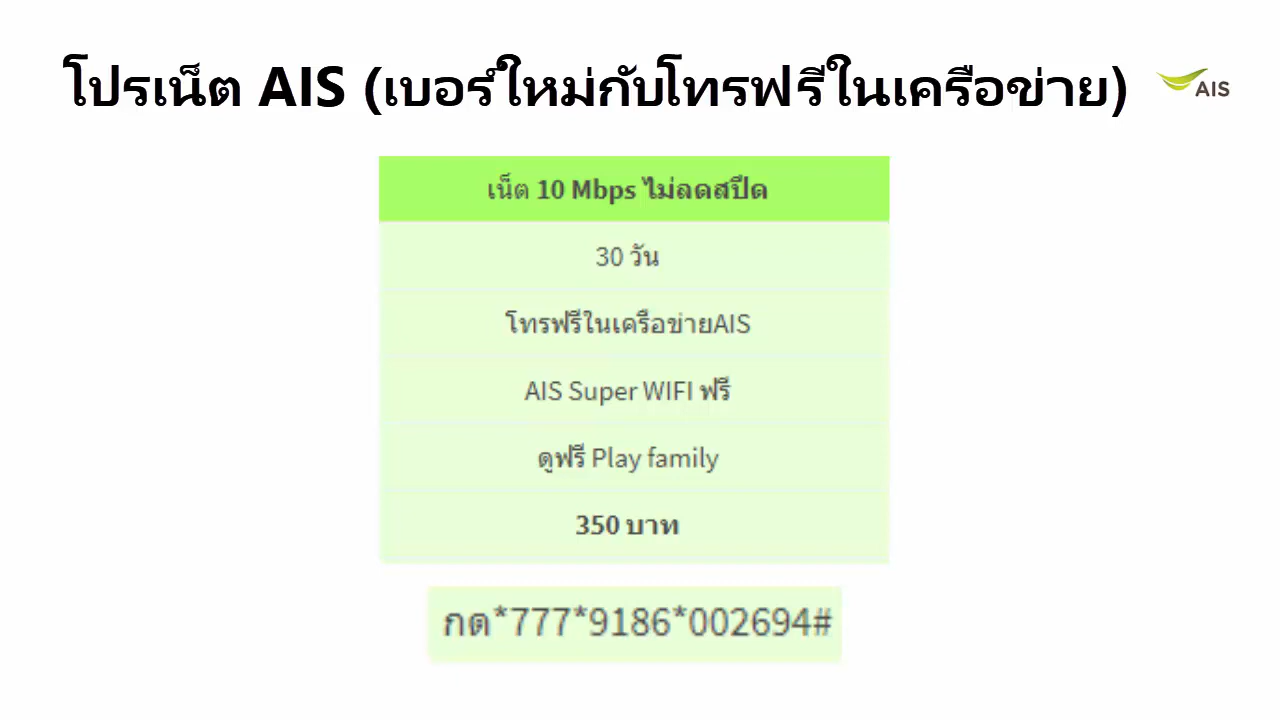 โปรเน็ต AIS (เบอร์ใหม่กับโทรฟรีในเครือข่าย)
AIS
เน็ต 10 Mbps ไม่ลดสปีด
30 วัน
โทรฟรีในเครือข่ายAIS
AIS Super WIFI ฟรี
ดูฟรี Play family
350 บาท
กด*777*9186*002694#